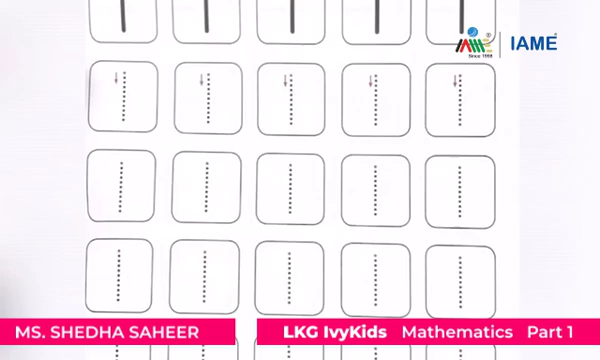 IAME
Since 1998
MS. SHEDHA SAHEER
LKG IvyKids Mathematics Part 1